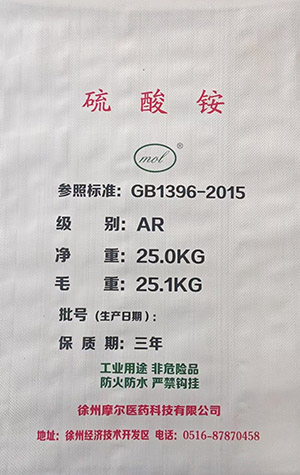 硫酸铵
mol ®
参照标准：GB1396-2015
级 别：AR
净 重：25.0KG
毛 重：25.1KG
批号（生产日期）：
保 质 期：三年
工业用途 非危险品
防火防水 严禁钩挂
徐州摩尔医药科技有限公司
地址：徐州经济技术开发区 电话：0516-87870458